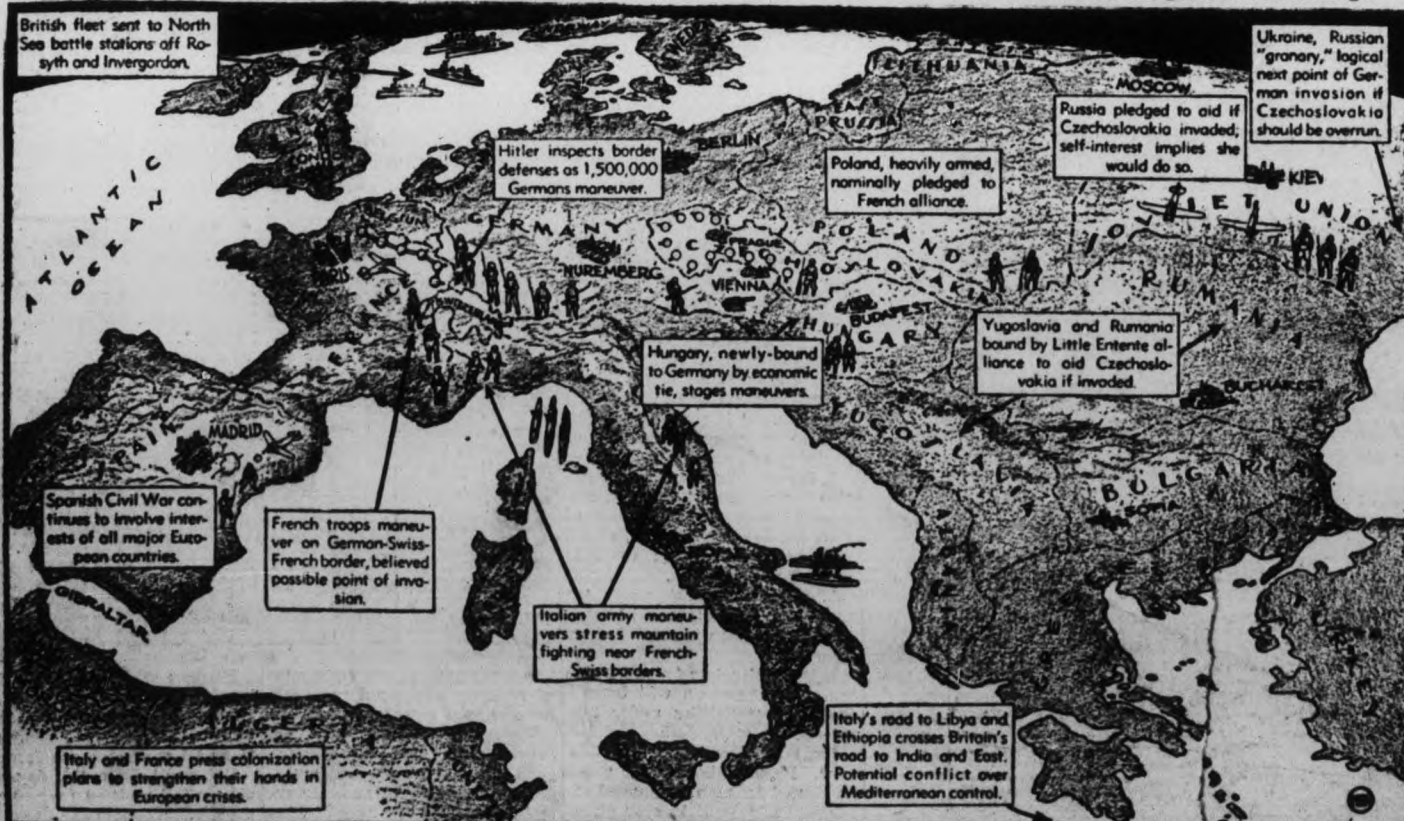 British fleet sent to North
Sea battle stations off Ro-
syth and Invergordon.
Ukraine, Russian
"granary," logical
next point of Ger-
man invasion if
Czechoslovakia
should be overrun.
LITHUANIA
MOSCOW
EAST
PRUSSIA
Russia pledged to aid if
Czechoslovakia invaded;
self-interest implies she
would do so.
BERLIN
Hitler inspects border
defenses as 1,500,000
Germans maneuver.
Poland, heavily armed,
nominally pledged to
French alliance.
KIEV
ATLANTIC
OCEAN
BELGIUM
GERMANY
POLAND
SOVIET UNION
PARIS
PRAGUE
NUREMBERG
VIENNA
BUDAPEST
HUNGARY
RUMANIA
Yugoslavia and Rumania
bound by Little Entente al-
liance to aid Czechoslo-
vakia if invaded.
Hungary, newly-bound
to Germany by economic
tie, stages maneuvers.
BUCHAREST
YUGOSLAVIA
SPAIN
MADRID
BULGARIA
SOFIA
Spanish Civil War con-
tinues to involve inter-
ests of all major Euro-
pean countries.
French troops maneu-
ver on German-Swiss-
French border, believed
possible point of inva-
sian.
GIBRALTAR
Italian army maneu-
vers stress mountain
fighting near French-
Swiss borders.
Italy's road to Libya and
Ethiopia crosses Britain's
road to India and East.
Potential conflict over
Mediterranean control.
Italy and France press colonization
plans to strengthen their hands in
European crises.